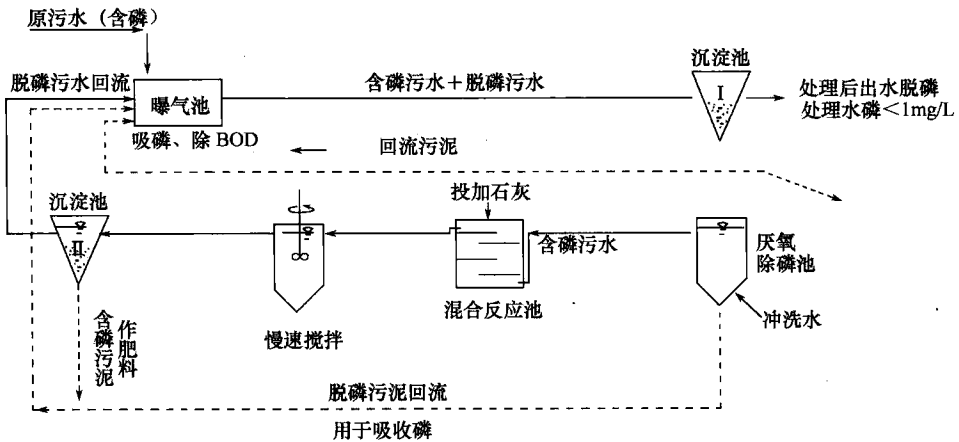 原污水（含磷）
脱磷污水回流
曝气池
吸磷、除BOD
含磷污水＋脱磷污水
沉淀池
I
处理后出水脱磷
处理水磷＜1mg/L
回流污泥
沉淀池
II
慢速搅拌
投加石灰
混合反应池
含磷污水
厌氧
除磷池
冲洗水
含磷污泥
作肥料
脱磷污泥回流
用于吸收磷